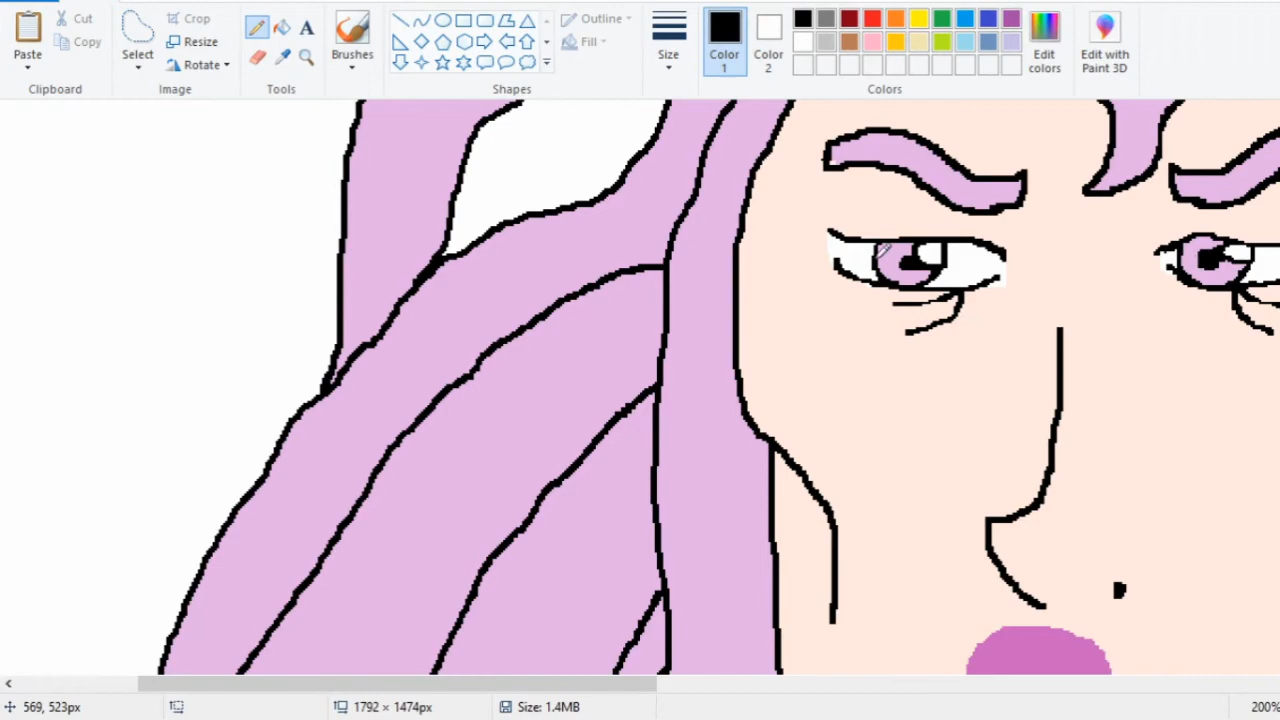 Cut
Crop
Outline
Copy
Resize
Fill
Paste
Select
Rotate
Brushes
Size
Color 1
Color 2
Edit colors
Edit with Paint 3D
Clipboard
Image
Tools
Shapes
Colors
569, 523px
1792 × 1474px
Size: 1.4MB
200%